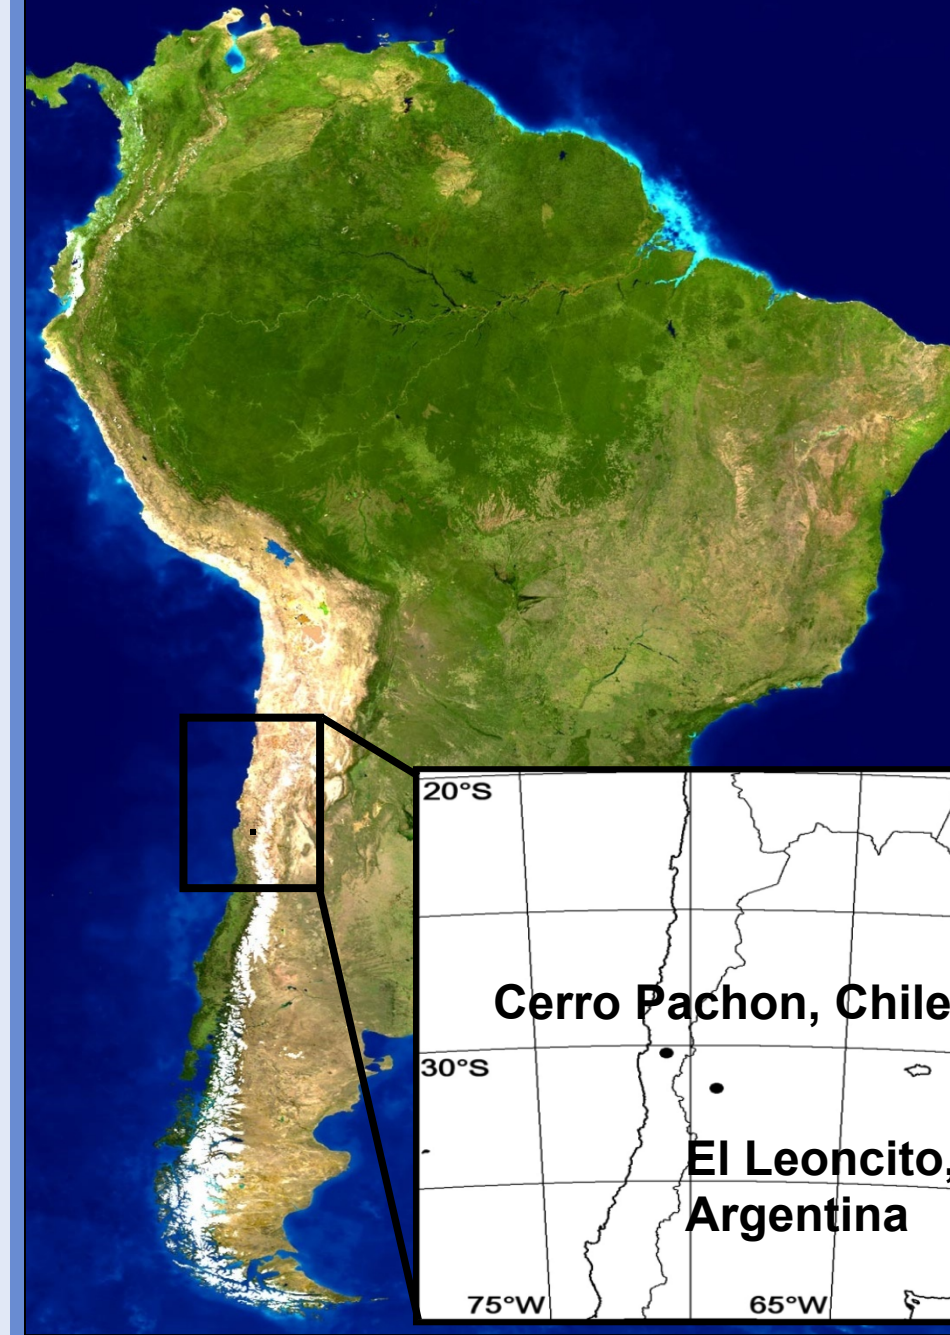 20°S
Cerro Pachon, Chile
30°S
El Leoncito,
Argentina
75°W
65°W